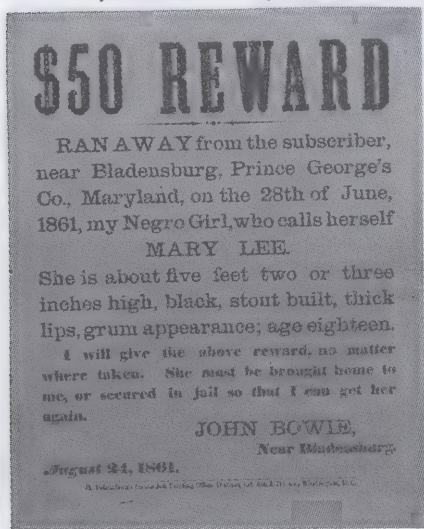 $50 REWARD
RAN AWAY from the subscriber,
near Bladensburg, Prince George's
Co., Maryland, on the 28th of June,
1861, my Negro Girl, who calls herself
MARY LEE.
She is about five feet two or three
inches high, black, stout built, thick
lips, grum appearance; age eighteen.
I will give the above reward, no matter
where taken. She must be brought home to
me, or secured in jail so that I can get her
again.
JOHN BOWIE,
Near Bladensburg.
August 24, 1861.